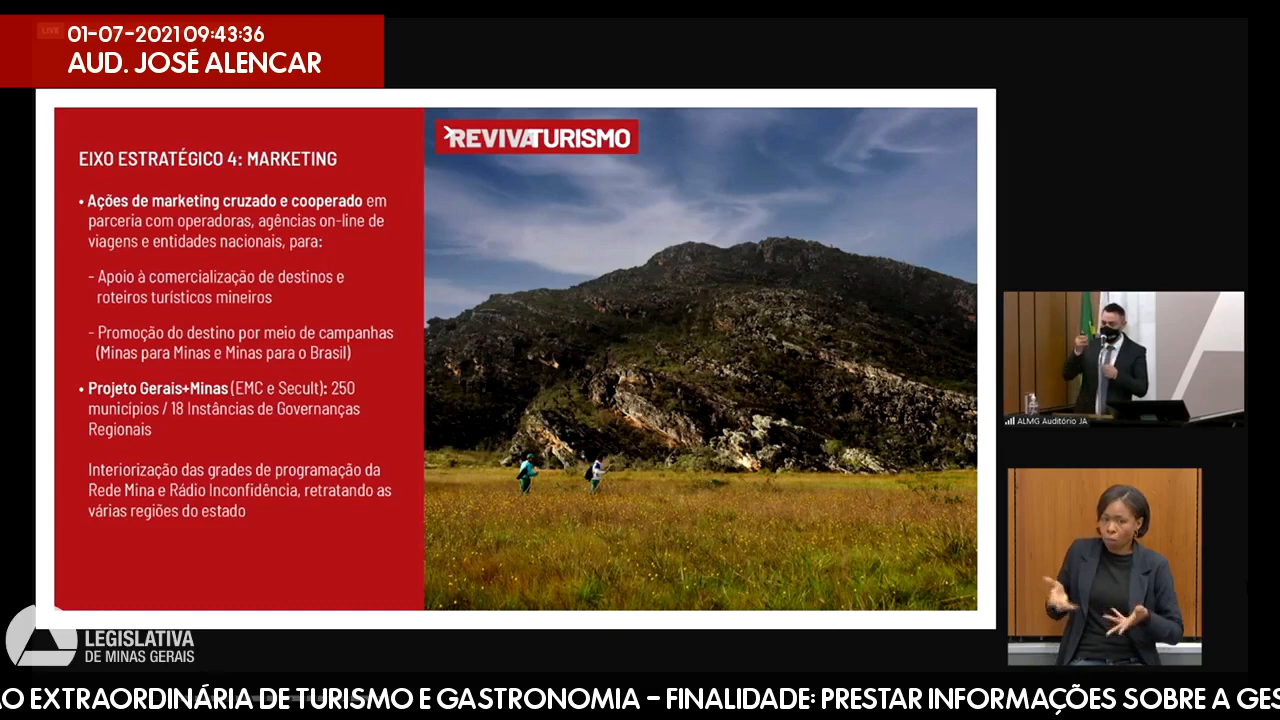 LIVE
01-07-2021 09:43:36
AUD. JOSÉ ALENCAR
REVIVATURISMO
EIXO ESTRATÉGICO 4: MARKETING
• Ações de marketing cruzado e cooperado em
parceria com operadoras, agências on-line de
viagens e entidades nacionais, para:
- Apoio à comercialização de destinos e
roteiros turísticos mineiros
- Promoção do destino por meio de campanhas
(Minas para Minas e Minas para o Brasil)
• Projeto Gerais+Minas (EMC e Secult): 250
municípios / 18 Instâncias de Governanças
Regionais
Interiorização das grades de programação da
Rede Mina e Rádio Inconfidência, retratando as
várias regiões do estado
ALMG Auditório JA
LEGISLATIVA
DE MINAS GERAIS
ÃO EXTRAORDINÁRIA DE TURISMO E GASTRONOMIA - FINALIDADE: PRESTAR INFORMAÇÕES SOBRE A GES